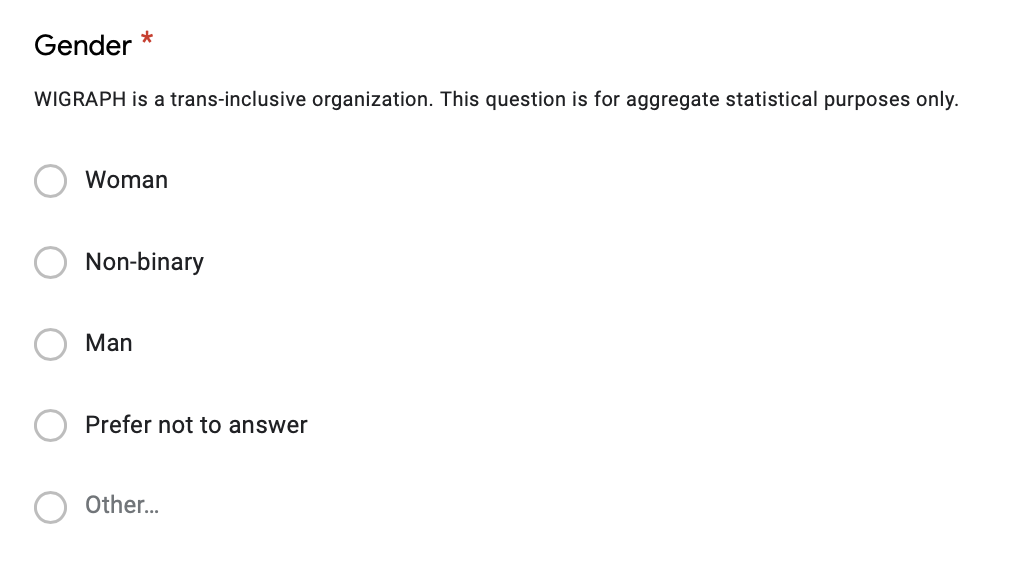 Gender *
WIGRAPH is a trans-inclusive organization. This question is for aggregate statistical purposes only.
Woman
Non-binary
Man
Prefer not to answer
Other...